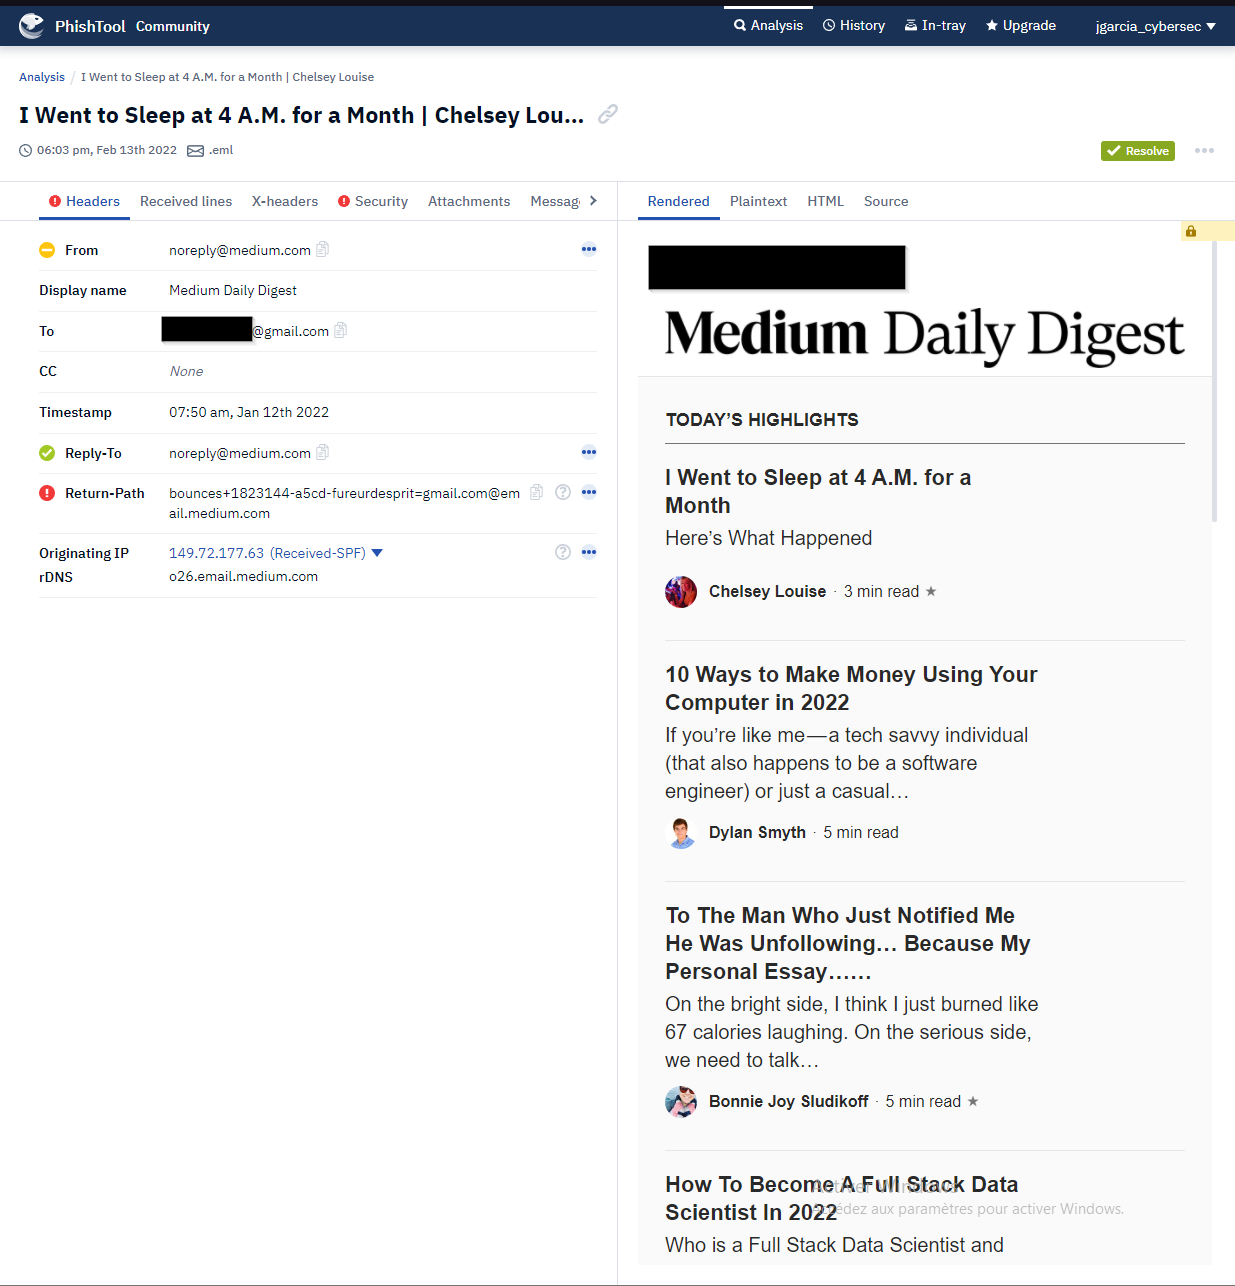 PhishTool Community
Analysis
History
In-tray
Upgrade
jgarcia_cybersec
Analysis / I Went to Sleep at 4 A.M. for a Month | Chelsey Louise
I Went to Sleep at 4 A.M. for a Month | Chelsey Lou...
06:03 pm, Feb 13th 2022 .eml
Resolve
Headers
Received lines
X-headers
Security
Attachments
Messag
From noreply@medium.com
Display name Medium Daily Digest
To @gmail.com
CC None
Timestamp 07:50 am, Jan 12th 2022
Reply-To noreply@medium.com
Return-Path bounces+1823144-a5cd-fureurdesprit=gmail.com@em
ail.medium.com
Originating IP 149.72.177.63 (Received-SPF)
rDNS o26.email.medium.com
Rendered
Plaintext
HTML
Source
Medium Daily Digest
TODAY’S HIGHLIGHTS
I Went to Sleep at 4 A.M. for a
Month
Here’s What Happened
Chelsey Louise · 3 min read ★
10 Ways to Make Money Using Your
Computer in 2022
If you’re like me — a tech savvy individual
(that also happens to be a software
engineer) or just a casual…
Dylan Smyth · 5 min read
To The Man Who Just Notified Me
He Was Unfollowing… Because My
Personal Essay……
On the bright side, I think I just burned like
67 calories laughing. On the serious side,
we need to talk…
Bonnie Joy Sludikoff · 5 min read ★
How To Become A Full Stack Data
Scientist In 2022
Who is a Full Stack Data Scientist and
Activer Windows
Accédez aux paramètres pour activer Windows.